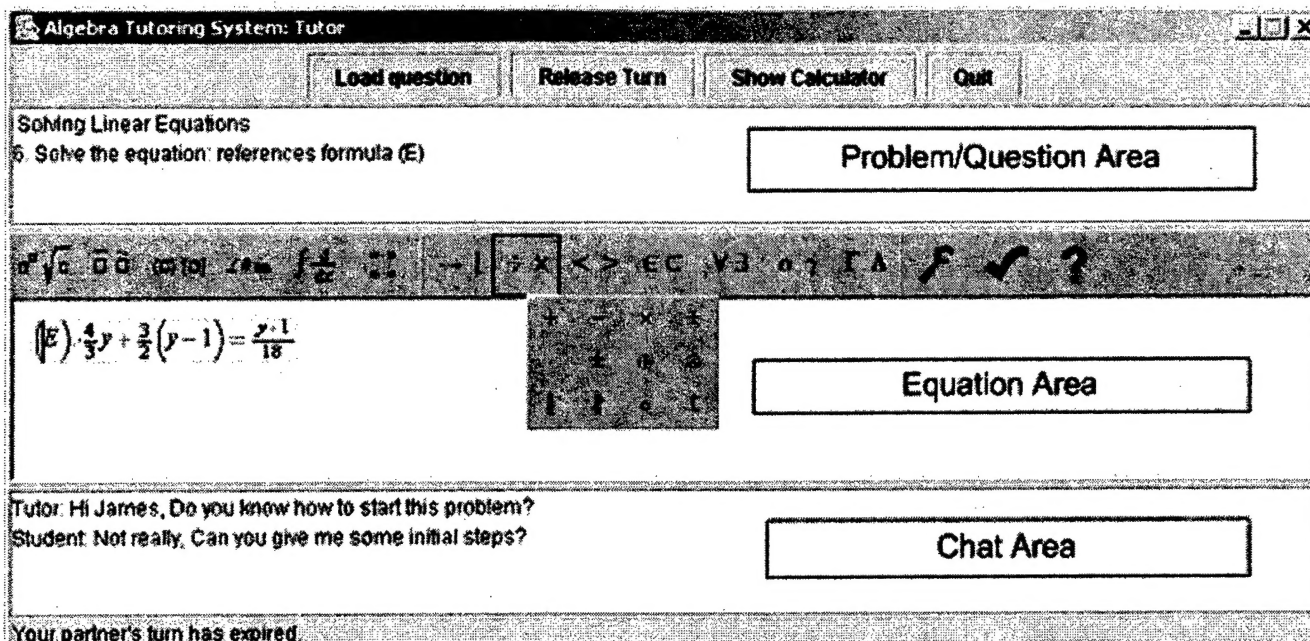 Algebra Tutoring System: Tutor
Load question Release Turn Show Calculator Quit
Solving Linear Equations
6. Solve the equation: references formula (E)
Problem/Question Area
(E) · 4/3 y + 3/2 (y − 1) = y+1/18
Equation Area
Tutor: Hi James, Do you know how to start this problem?
Student: Not really, Can you give me some initial steps?
Chat Area
Your partner's turn has expired.